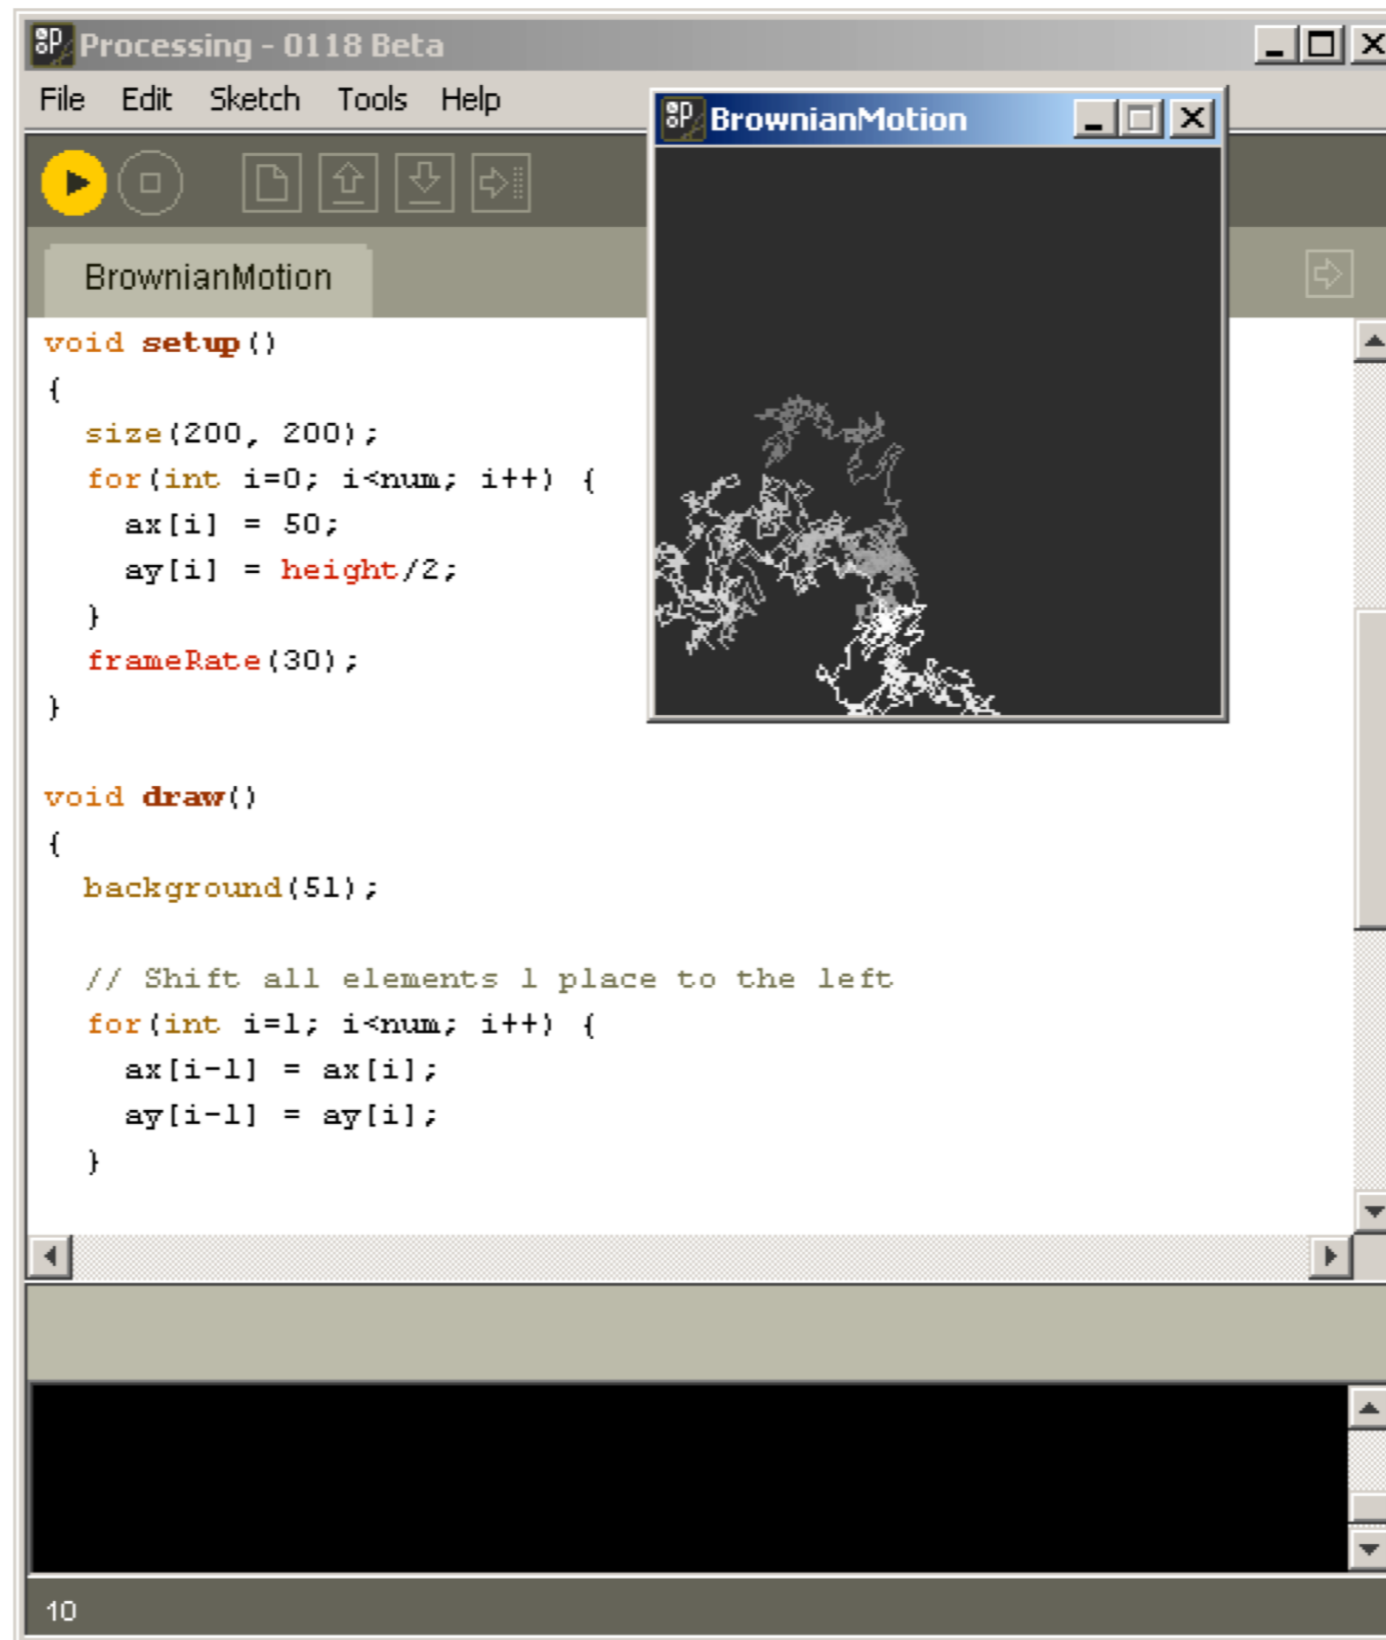 Processing - 0118 Beta
File Edit Sketch Tools Help
BrownianMotion
BrownianMotion
void setup()
{
  size(200, 200);
  for(int i=0; i<num; i++) {
    ax[i] = 50;
    ay[i] = height/2;
  }
  frameRate(30);
}
void draw()
{
  background(51);
  // Shift all elements 1 place to the left
  for(int i=1; i<num; i++) {
    ax[i-1] = ax[i];
    ay[i-1] = ay[i];
  }
10